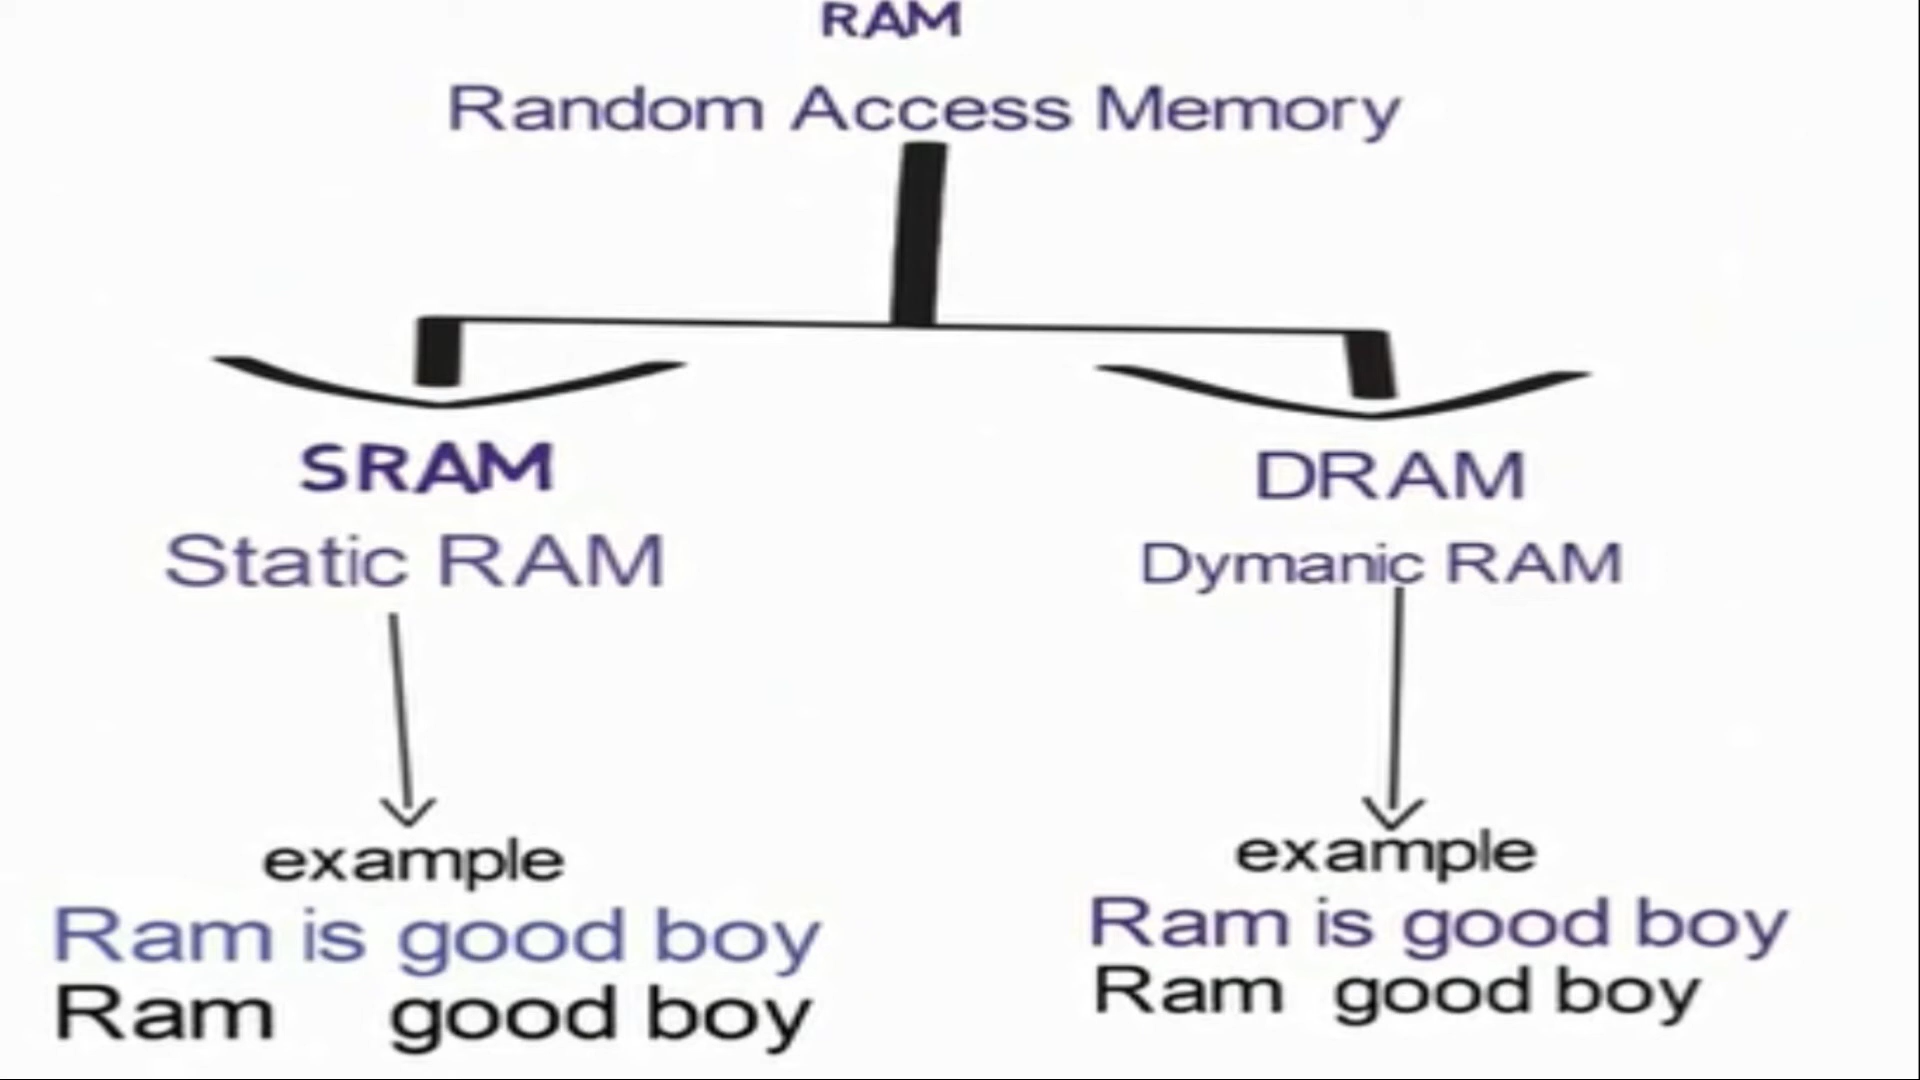 RAM
Random Access Memory
SRAM
Static RAM
example
Ram is good boy
Ram good boy
DRAM
Dymanic RAM
example
Ram is good boy
Ram good boy